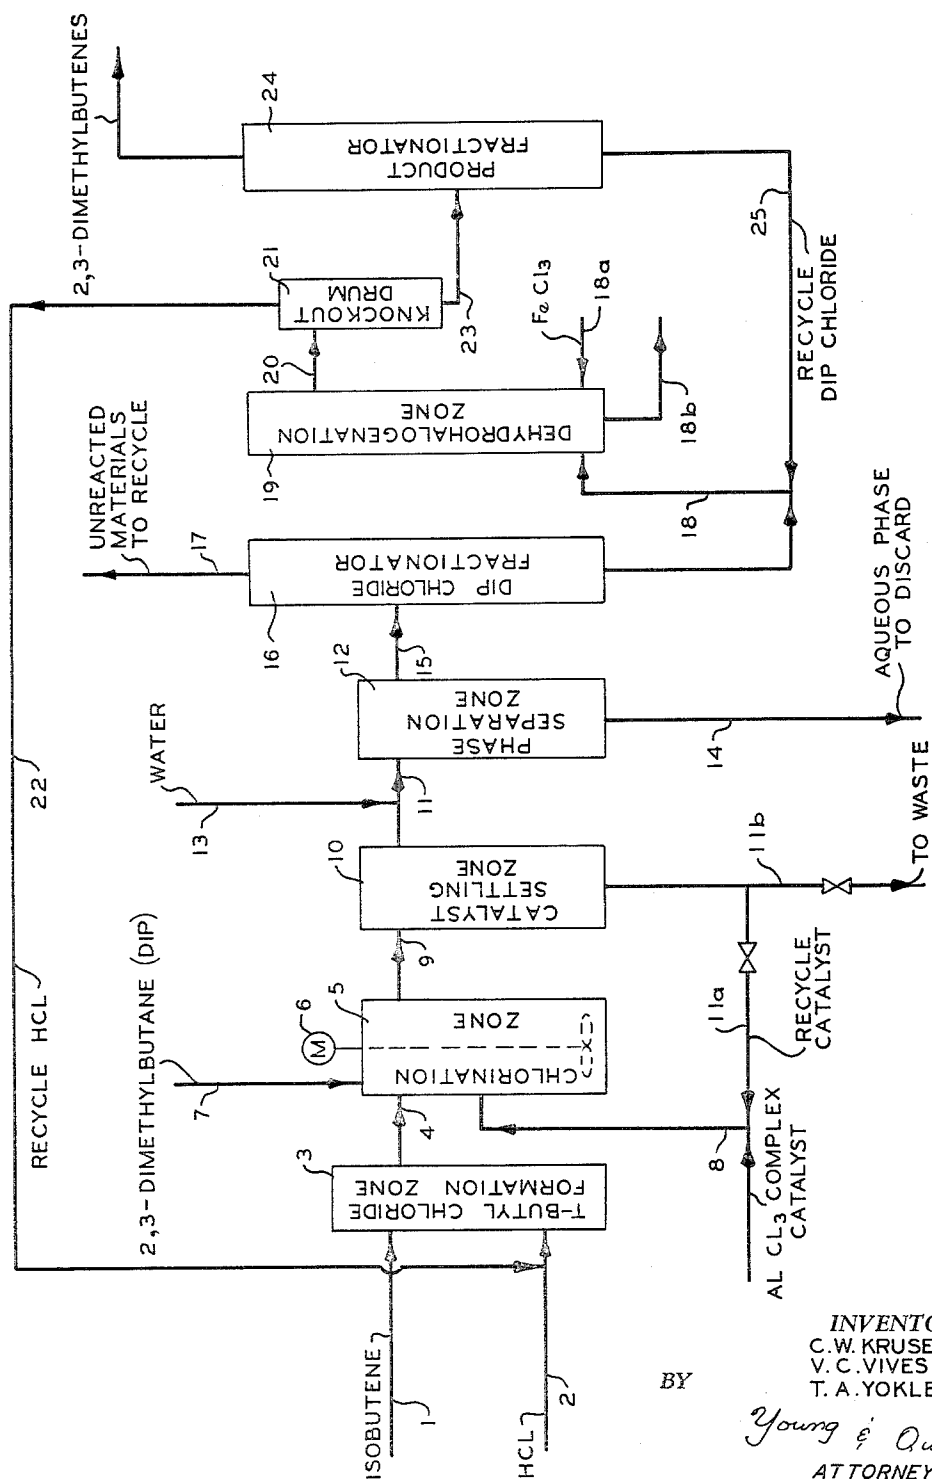 2,3-DIMETHYLBUTENES
24
PRODUCT
FRACTIONATOR
25
RECYCLE
DIP CHLORIDE
21
KNOCKOUT
DRUM
23
20
FeCl3
18a
DEHYDROHALOGENATION
ZONE
19
18b
18
UNREACTED
MATERIALS
TO RECYCLE
17
DIP CHLORIDE
FRACTIONATOR
16
15
12
PHASE
SEPARATION
ZONE
AQUEOUS PHASE
TO DISCARD
14
22
WATER
13
11
10
CATALYST
SETTLING
ZONE
11b
TO WASTE
RECYCLE HCL
2,3-DIMETHYLBUTANE (DIP)
7
9
5
6
M
CHLORINATION
ZONE
11a
RECYCLE
CATALYST
4
3
T-BUTYL CHLORIDE
FORMATION ZONE
8
AL CL3 COMPLEX
CATALYST
ISOBUTENE
1
HCL
2
INVENTO
C.W. KRUSE
V.C. VIVES
T.A. YOKLE
BY
Young & Qu
ATTORNEY